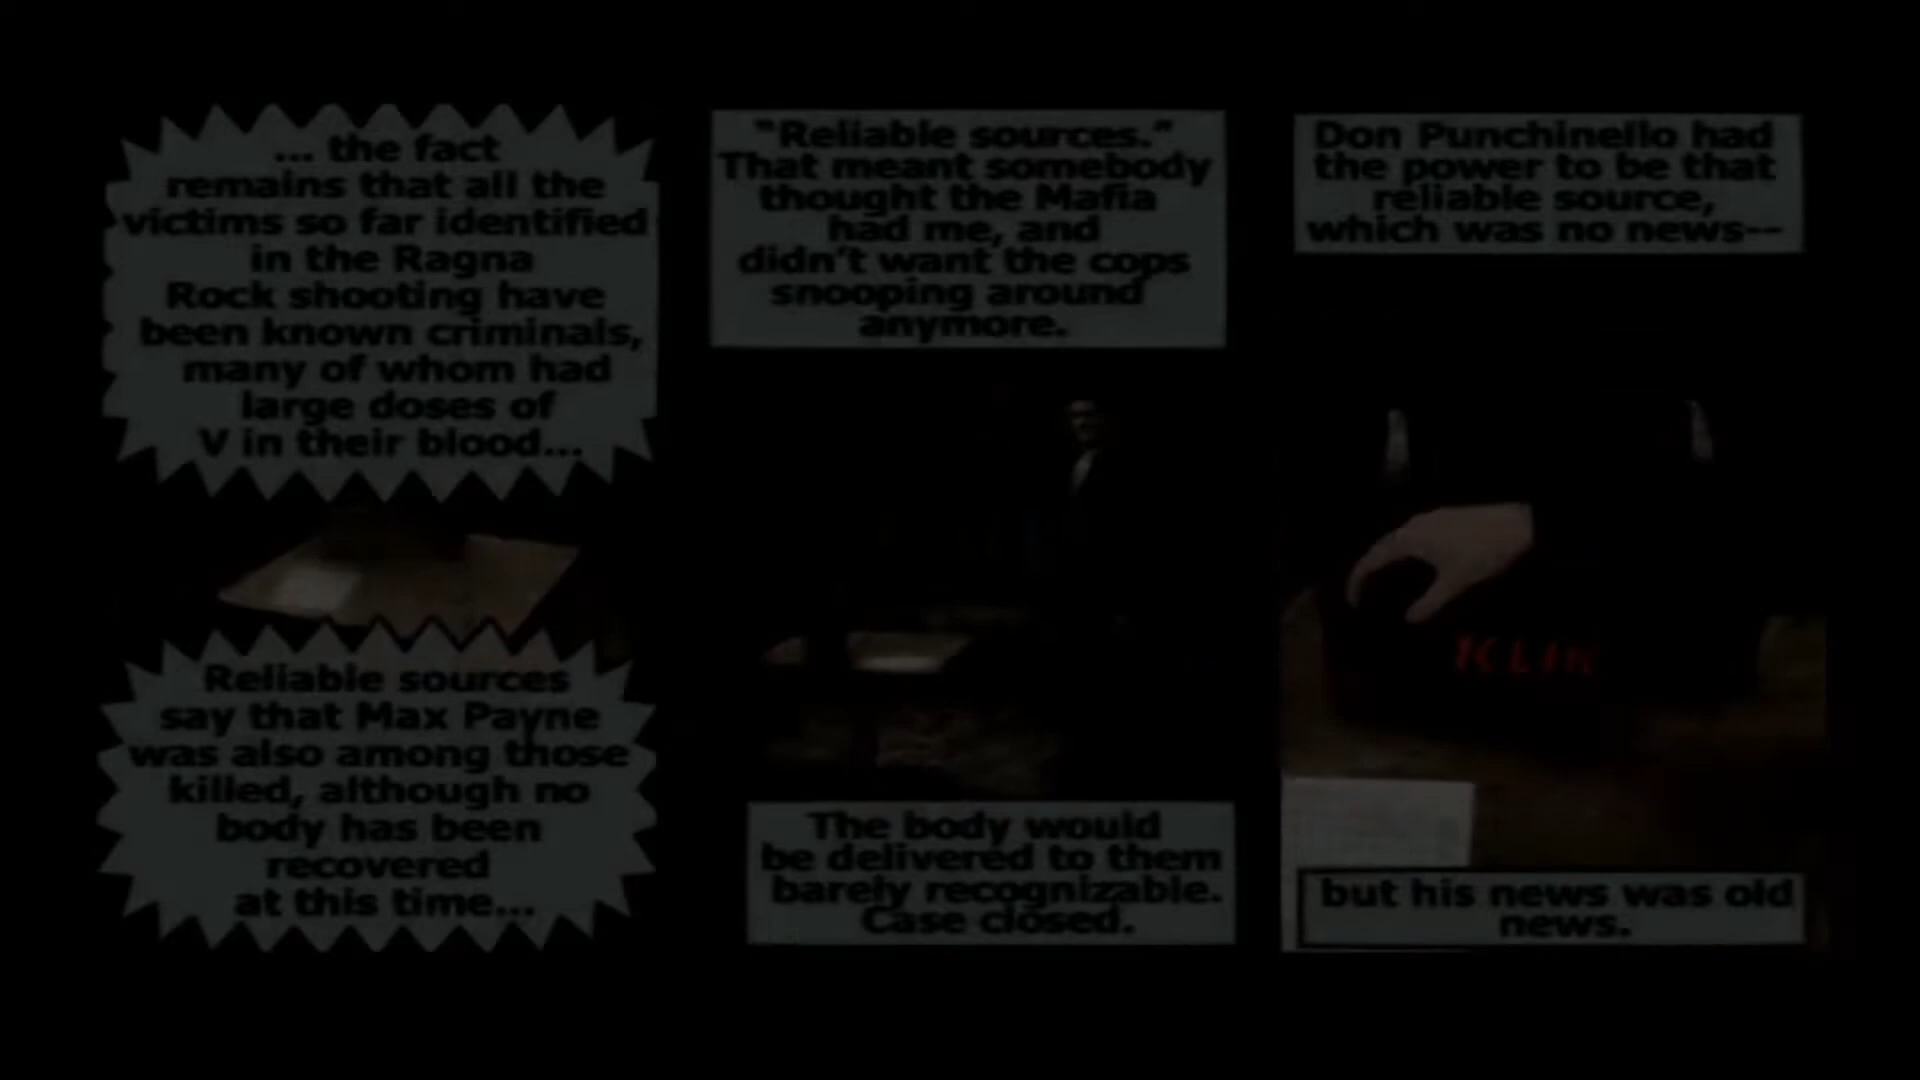 ... the fact
remains that all the
victims so far identified
in the Ragna
Rock shooting have
been known criminals,
many of whom had
large doses of
V in their blood...
Reliable sources
say that Max Payne
was also among those
killed, although no
body has been
recovered
at this time...
"Reliable sources."
That meant somebody
thought the Mafia
had me, and
didn't want the cops
snooping around
anymore.
The body would
be delivered to them
barely recognizable.
Case closed.
Don Punchinello had
the power to be that
reliable source,
which was no news--
KLIK
but his news was old
news.